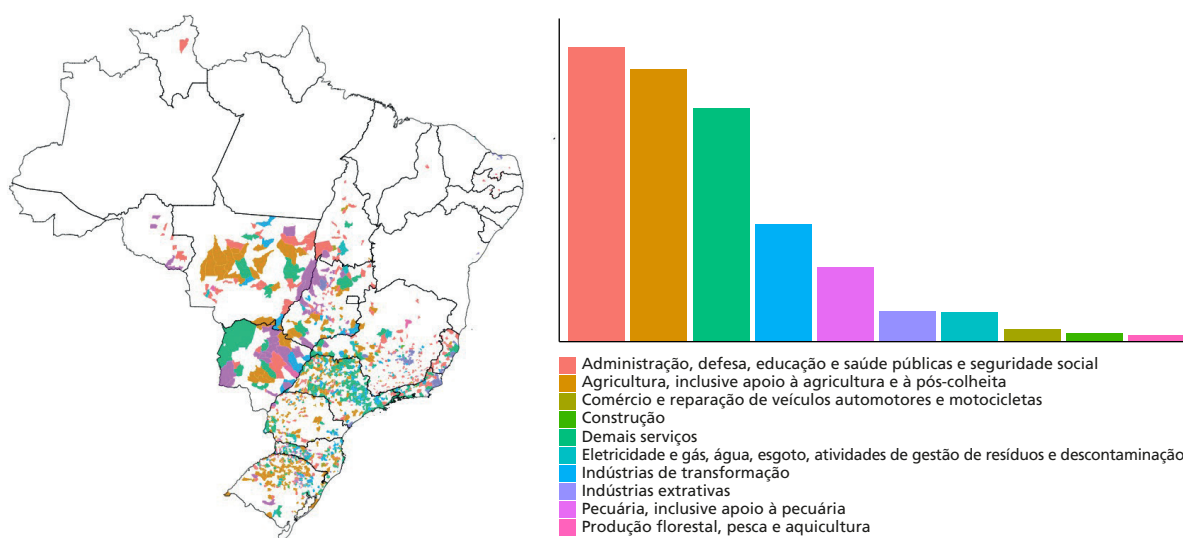 Administração, defesa, educação e saúde públicas e seguridade social
Agricultura, inclusive apoio à agricultura e à pós-colheita
Comércio e reparação de veículos automotores e motocicletas
Construção
Demais serviços
Eletricidade e gás, água, esgoto, atividades de gestão de resíduos e descontaminação
Indústrias de transformação
Indústrias extrativas
Pecuária, inclusive apoio à pecuária
Produção florestal, pesca e aquicultura